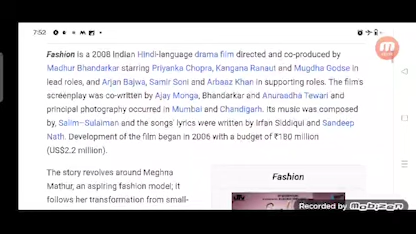 7:52
Fashion is a 2008 Indian Hindi-language drama film directed and co-produced by
Madhur Bhandarkar starring Priyanka Chopra, Kangana Ranaut and Mugdha Godse in
lead roles, and Arjan Bajwa, Samir Soni and Arbaaz Khan in supporting roles. The film's
screenplay was co-written by Ajay Monga, Bhandarkar and Anuraadha Tewari and
principal photography occurred in Mumbai and Chandigarh. Its music was composed
by, Salim–Sulaiman and the songs' lyrics were written by Irfan Siddiqui and Sandeep
Nath. Development of the film began in 2006 with a budget of ₹180 million
(US$2.2 million).
The story revolves around Meghna
Mathur, an aspiring fashion model; it
follows her transformation from small-
Fashion
Recorded by Mobizen